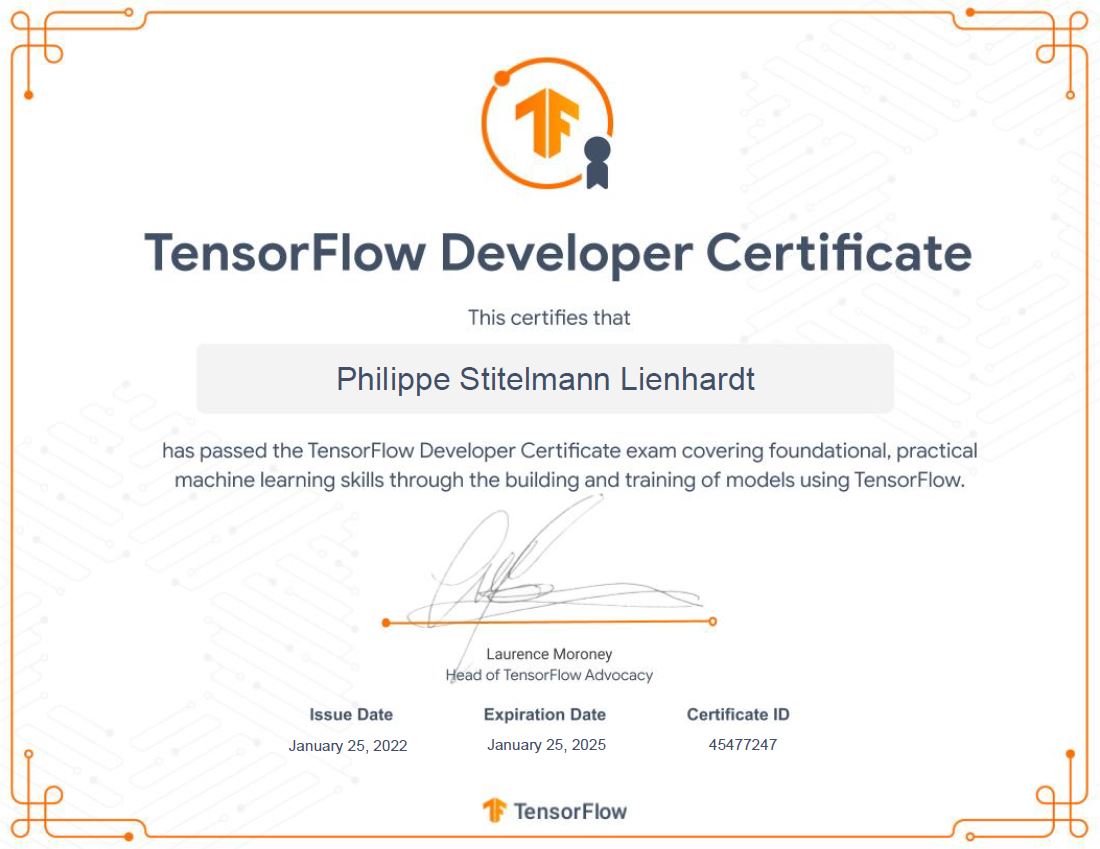 TF
TensorFlow Developer Certificate
This certifies that
Philippe Stitelmann Lienhardt
has passed the TensorFlow Developer Certificate exam covering foundational, practical
machine learning skills through the building and training of models using TensorFlow.
Laurence Moroney
Head of TensorFlow Advocacy
Issue Date Expiration Date Certificate ID
January 25, 2022 January 25, 2025 45477247
TensorFlow